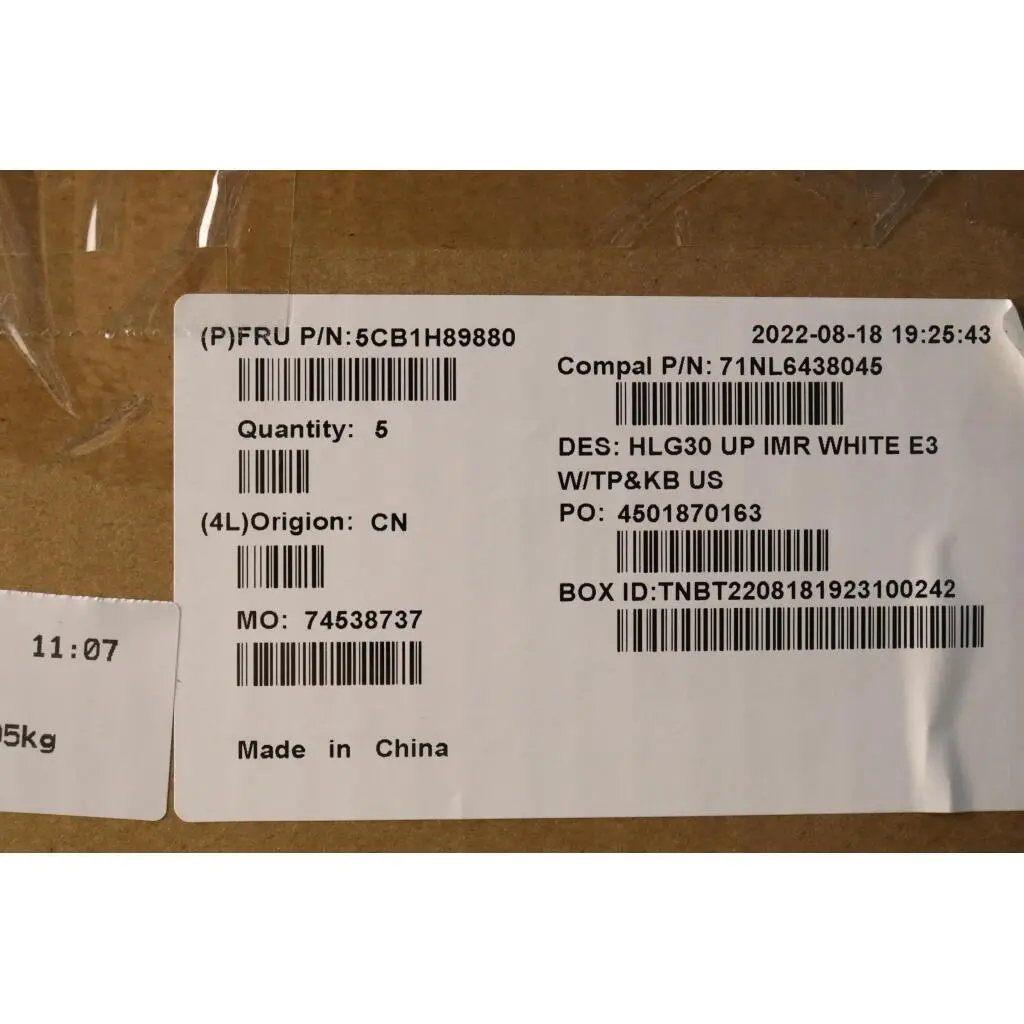 (P)FRU P/N:5CB1H89880
Quantity: 5
(4L)Origion: CN
MO: 74538737
Made in China
2022-08-18 19:25:43
Compal P/N: 71NL6438045
DES: HLG30 UP IMR WHITE E3
W/TP&KB US
PO: 4501870163
BOX ID:TNBT2208181923100242
11:07
5kg